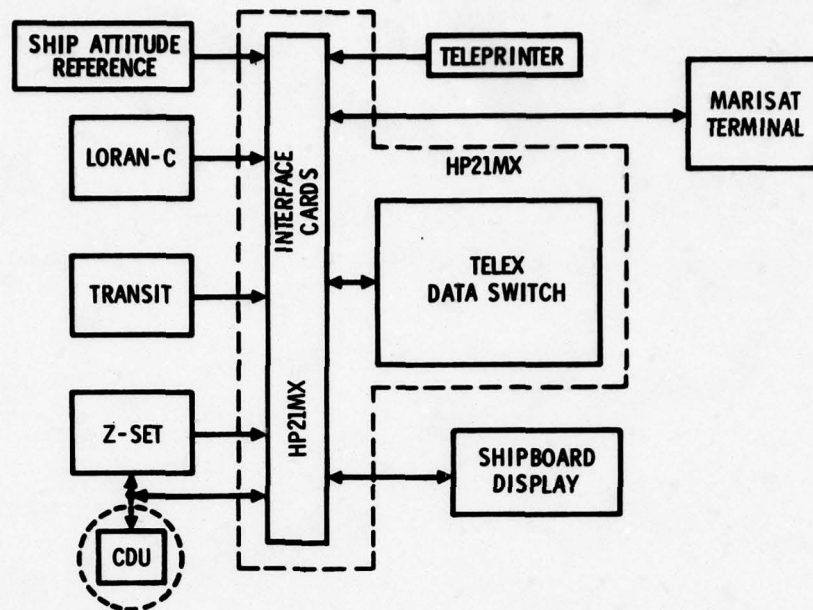 SHIP ATTITUDE
REFERENCE
TELEPRINTER
MARISAT
TERMINAL
LORAN-C
HP21MX
INTERFACE
CARDS
TELEX
DATA SWITCH
TRANSIT
HP21MX
Z-SET
SHIPBOARD
DISPLAY
CDU